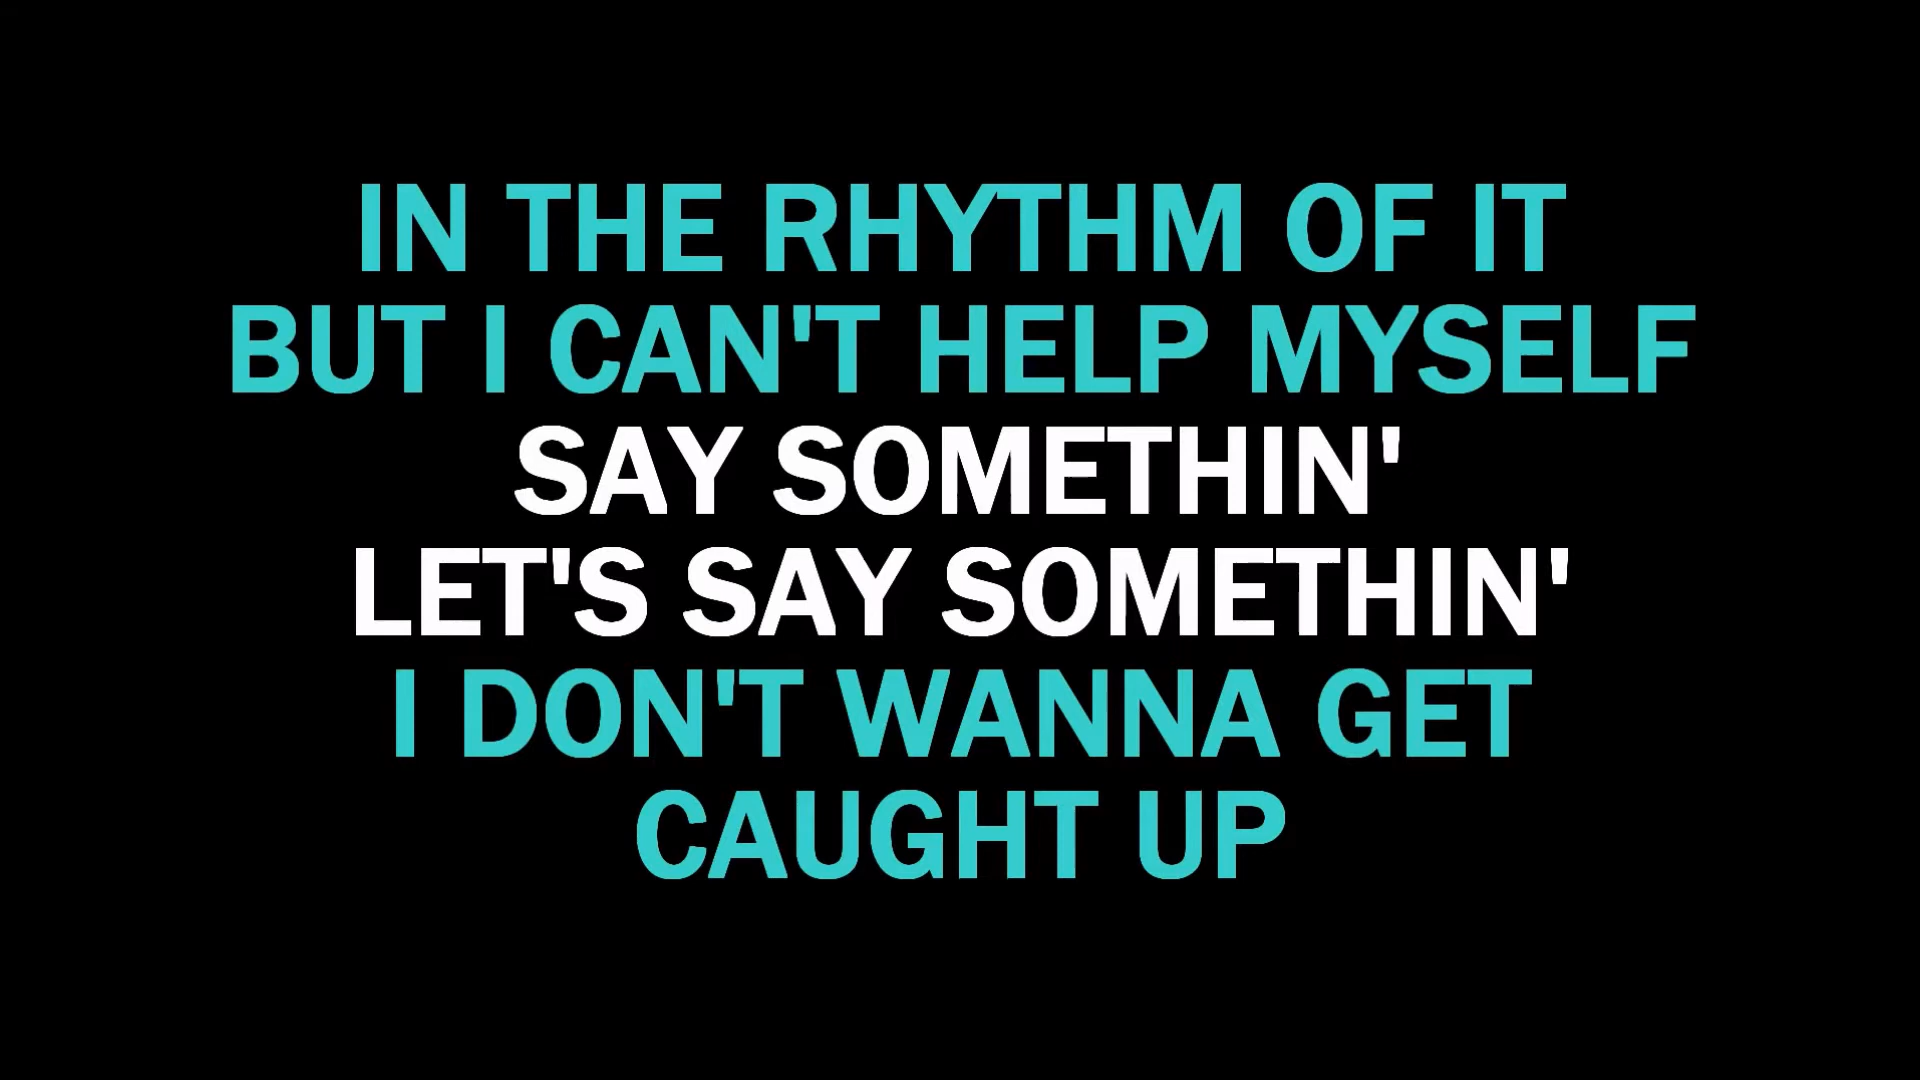 IN THE RHYTHM OF IT
BUT I CAN'T HELP MYSELF
SAY SOMETHIN'
LET'S SAY SOMETHIN'
I DON'T WANNA GET
CAUGHT UP